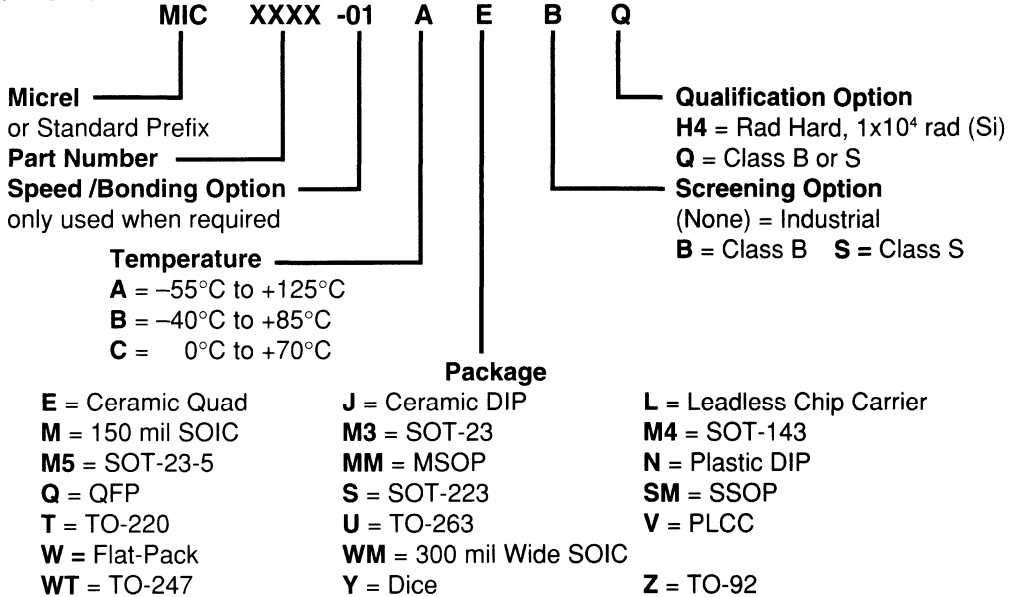 MIC XXXX -01 A E B Q
Micrel
or Standard Prefix
Part Number
Speed /Bonding Option
only used when required
Temperature
A = –55°C to +125°C
B = –40°C to +85°C
C = 0°C to +70°C
Qualification Option
H4 = Rad Hard, 1x10⁴ rad (Si)
Q = Class B or S
Screening Option
(None) = Industrial
B = Class B S = Class S
Package
E = Ceramic Quad J = Ceramic DIP L = Leadless Chip Carrier
M = 150 mil SOIC M3 = SOT-23 M4 = SOT-143
M5 = SOT-23-5 MM = MSOP N = Plastic DIP
Q = QFP S = SOT-223 SM = SSOP
T = TO-220 U = TO-263 V = PLCC
W = Flat-Pack WM = 300 mil Wide SOIC
WT = TO-247 Y = Dice Z = TO-92